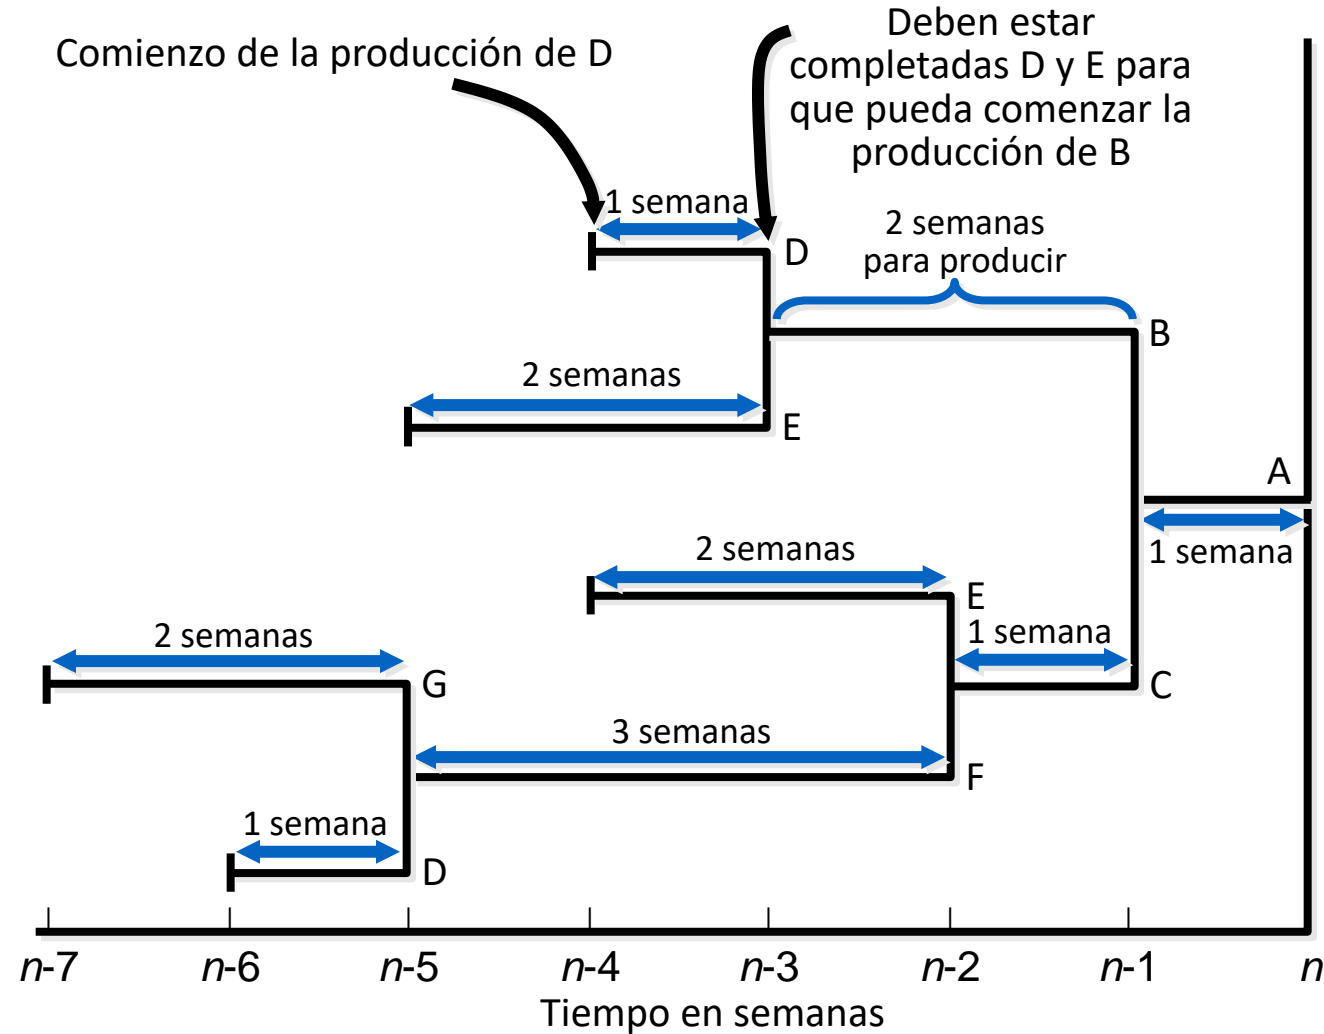 Comienzo de la producción de D
Deben estar
completadas D y E para
que pueda comenzar la
producción de B
1 semana
D
2 semanas
para producir
B
2 semanas
E
A
1 semana
2 semanas
E
1 semana
C
2 semanas
G
3 semanas
F
1 semana
D
n-7 n-6 n-5 n-4 n-3 n-2 n-1 n
Tiempo en semanas